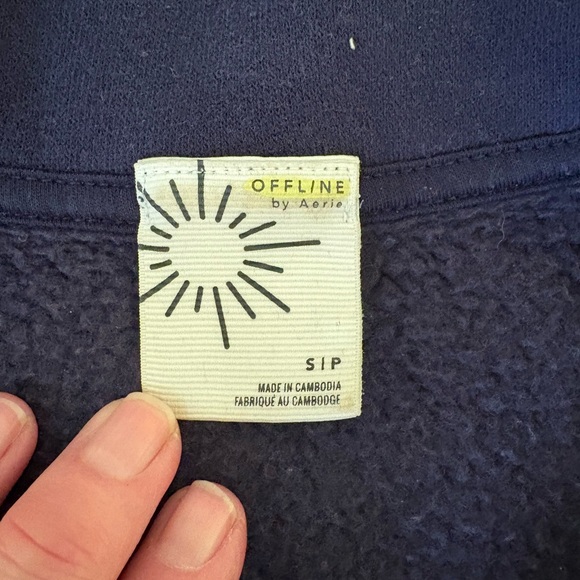 OFFLINE
by Aerie
S|P
MADE IN CAMBODIA
FABRIQUÉ AU CAMBODGE